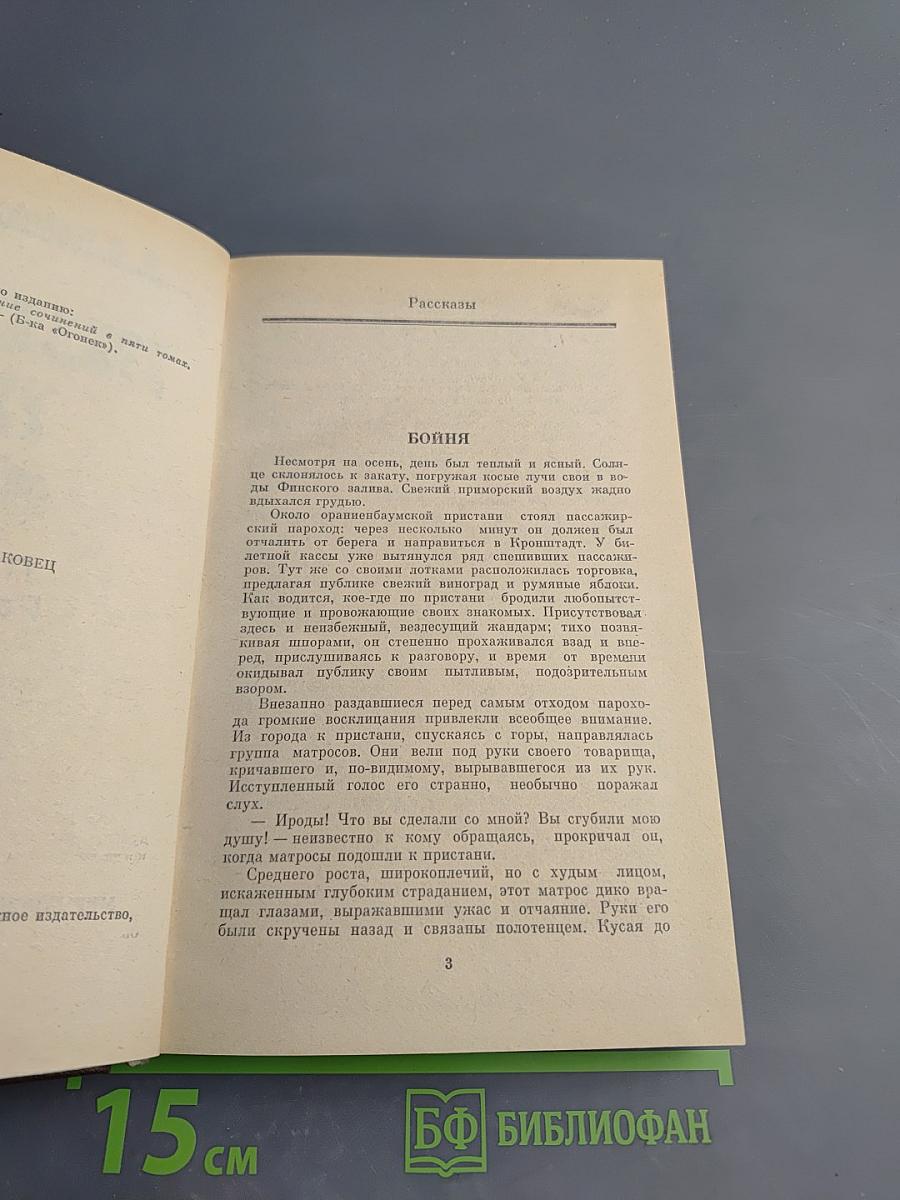 о изданию:
ние сочинений в пяти томах.
— (Б-ка «Огонек»).
КОВЕЦ
ное издательство,
Рассказы
БОЙНЯ
Несмотря на осень, день был теплый и ясный. Солн-
це склонялось к закату, погружая косые лучи свои в во-
ды Финского залива. Свежий приморский воздух жадно
вдыхался грудью.
Около ораниенбаумской пристани стоял пассажир-
ский пароход: через несколько минут он должен был
отчалить от берега и направиться в Кронштадт. У би-
летной кассы уже вытянулся ряд спешивших пассажи-
ров. Тут же со своими лотками расположилась торговка,
предлагая публике свежий виноград и румяные яблоки.
Как водится, кое-где по пристани бродили любопытст-
вующие и провожающие своих знакомых. Присутствовал
здесь и неизбежный, вездесущий жандарм; тихо позвя-
кивая шпорами, он степенно прохаживался взад и впе-
ред, прислушиваясь к разговору, и время от времени
окидывал публику своим пытливым, подозрительным
взором.
Внезапно раздавшиеся перед самым отходом парохо-
да громкие восклицания привлекли всеобщее внимание.
Из города к пристани, спускаясь с горы, направлялась
группа матросов. Они вели под руки своего товарища,
кричавшего и, по-видимому, вырывавшегося из их рук.
Исступленный голос его странно, необычно поражал
слух.
— Ироды! Что вы сделали со мной? Вы сгубили мою
душу! — неизвестно к кому обращаясь, прокричал он,
когда матросы подошли к пристани.
Среднего роста, широкоплечий, но с худым лицом,
искаженным глубоким страданием, этот матрос дико вра-
щал глазами, выражавшими ужас и отчаяние. Руки его
были скручены назад и связаны полотенцем. Кусая до
3
15 см
БФ БИБЛИОФАН